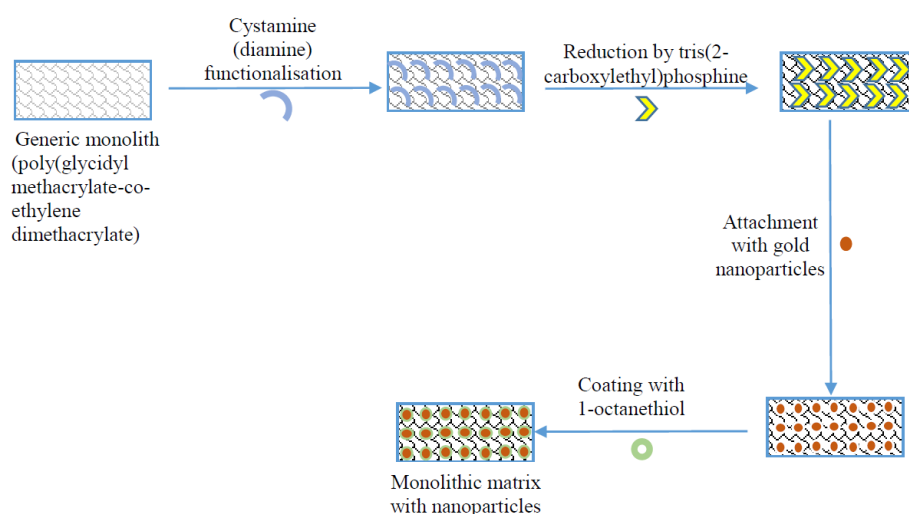 Cystamine
(diamine)
functionalisation
Reduction by tris(2-
carboxylethyl)phosphine
Generic monolith
(poly(glycidyl
methacrylate-co-
ethylene
dimethacrylate)
Attachment
with gold
nanoparticles
Coating with
1-octanethiol
Monolithic matrix
with nanoparticles